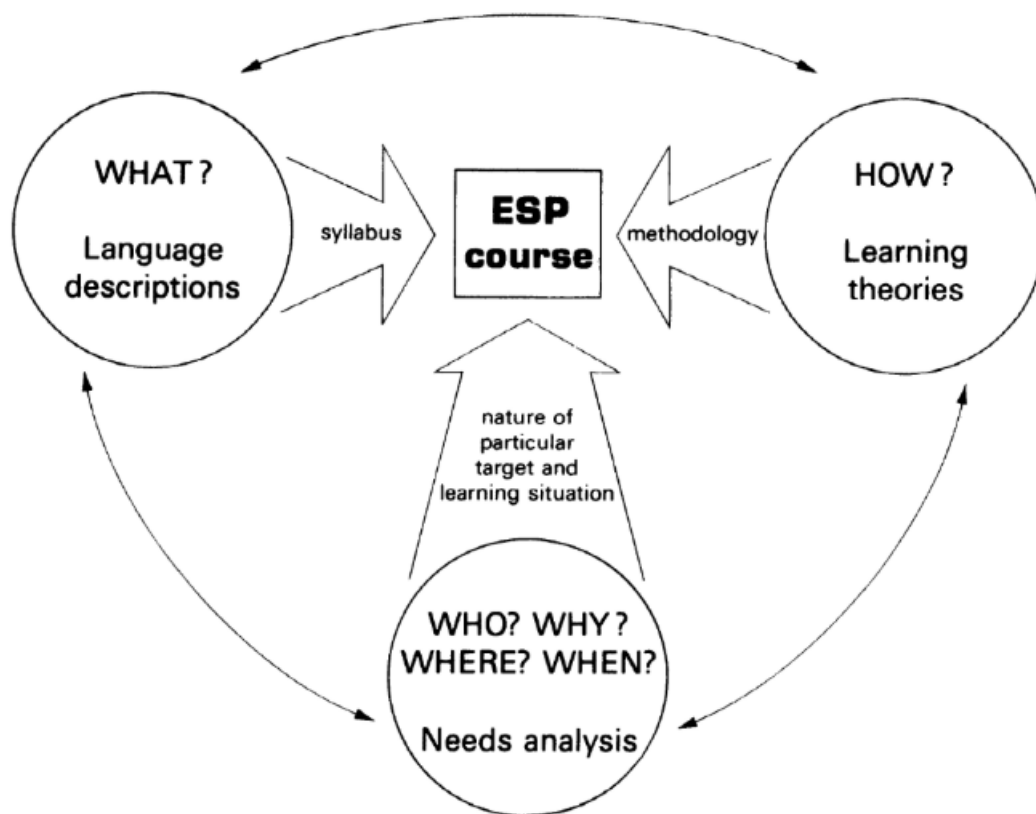 WHAT?
Language
descriptions
syllabus
ESP
course
methodology
HOW?
Learning
theories
nature of
particular
target and
learning situation
WHO? WHY?
WHERE? WHEN?
Needs analysis